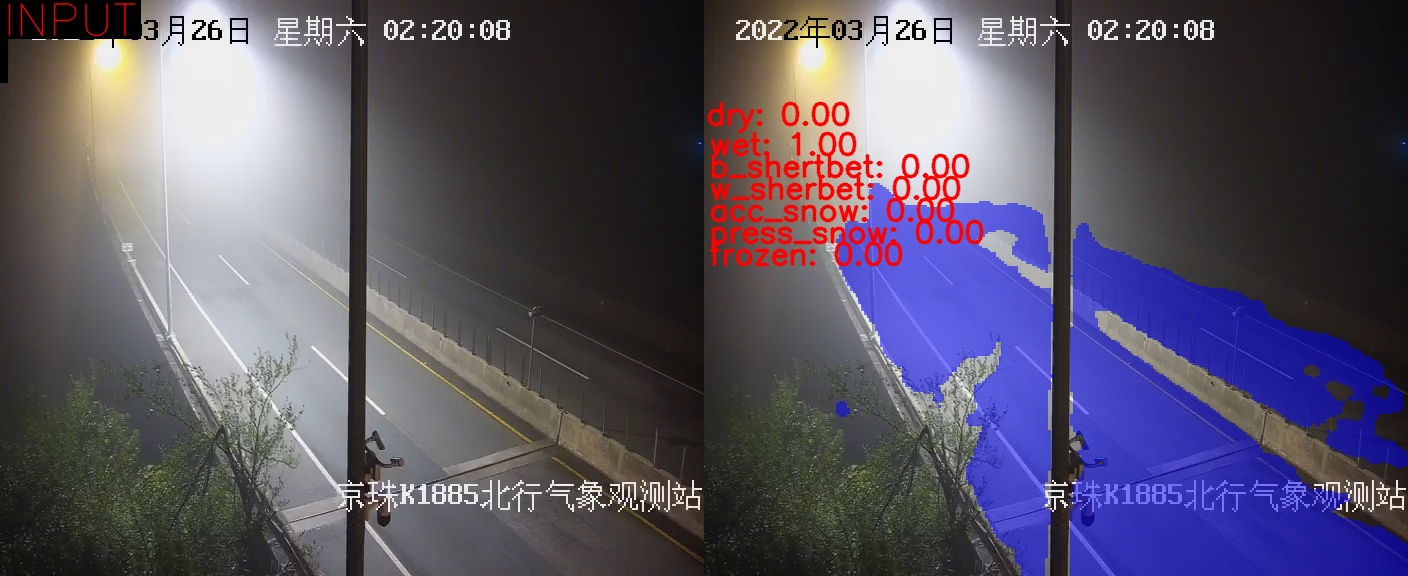 INPUT
03月26日 星期六 02:20:08
京珠K1885北行气象观测站
2022年03月26日 星期六 02:20:08
dry: 0.00
wet: 1.00
b_shertbet: 0.00
w_sherbet: 0.00
acc_snow: 0.00
press_snow: 0.00
frozen: 0.00
京珠K1885北行气象观测站